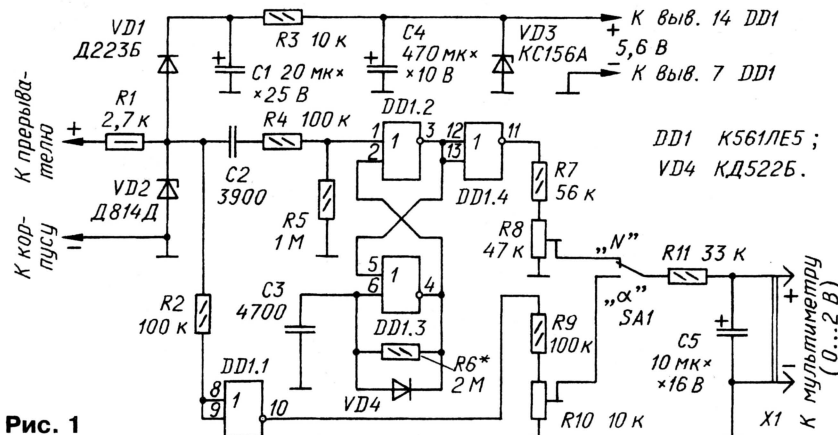 VD1
Д223Б
R3 10 к
C1 20 мк×
×25 В
C4
470 мк×
×10 В
VD3
КС156А
К выв. 14 DD1
+
5,6 В
−
К выв. 7 DD1
DD1 К561ЛЕ5 ;
VD4 КД522Б.
К прерыва-
телю
+
R1
2,7 к
VD2
Д814Д
К кор-
пусу
−
C2
3900
R4 100 к
R5
1 М
DD1.2
1
2
1
3
12
13
1
11
DD1.4
R7
56 к
R8
47 к
5
6
1
4
DD1.3
R6*
2 М
VD4
C3
4700
R2
100 к
DD1.1
8
9
1
10
R9
100 к
R10 10 к
„N”
„α”
SA1
R11 33 к
C5
10 мк×
×16 В
+
−
X1
К мультиметру
(0...2 В)
Рис. 1